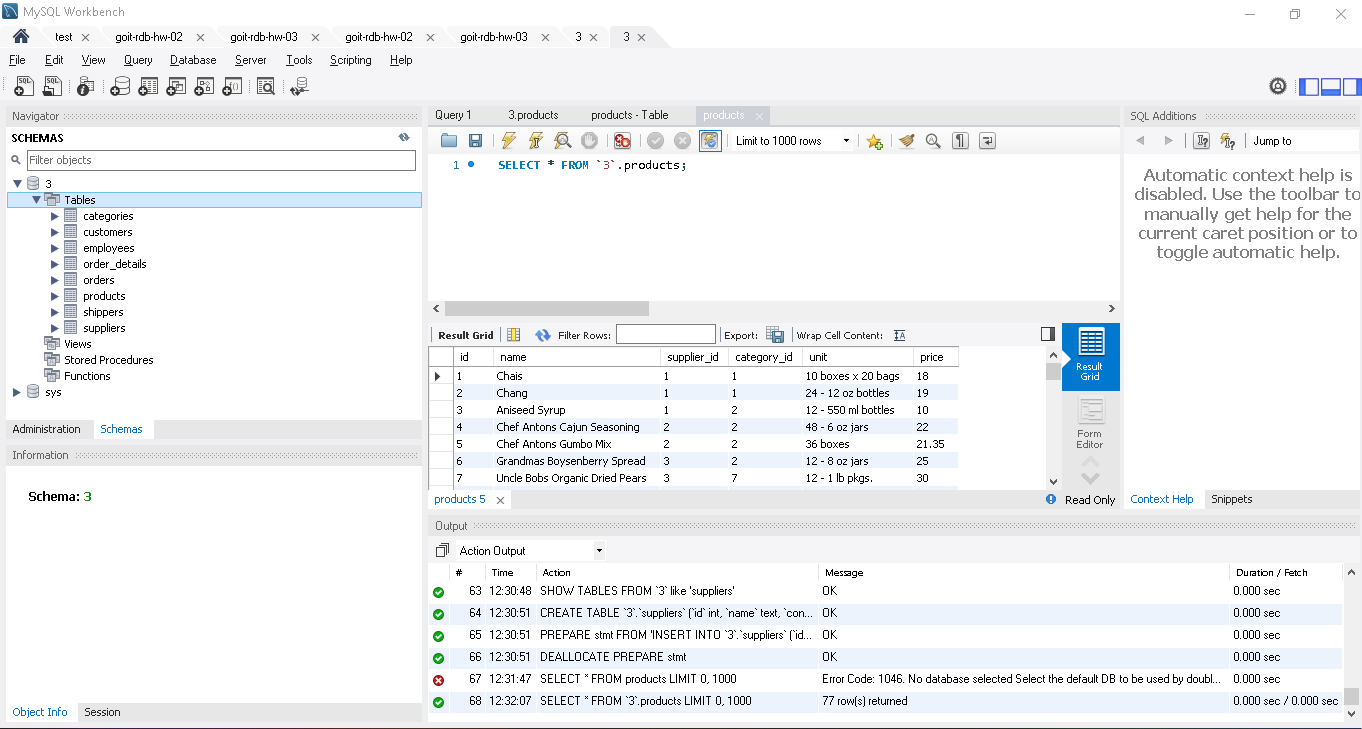 MySQL Workbench
test goit-rdb-hw-02 goit-rdb-hw-03 goit-rdb-hw-02 goit-rdb-hw-03 3 3
File Edit View Query Database Server Tools Scripting Help
Navigator
SCHEMAS
Filter objects
3
Tables
categories
customers
employees
order_details
orders
products
shippers
suppliers
Views
Stored Procedures
Functions
sys
Administration Schemas
Information
Schema: 3
Object Info Session
Query 1 3.products products - Table products
Limit to 1000 rows
1 SELECT * FROM `3`.products;
Result Grid Filter Rows: Export: Wrap Cell Content:
id name supplier_id category_id unit price
1 Chais 1 1 10 boxes x 20 bags 18
2 Chang 1 1 24 - 12 oz bottles 19
3 Aniseed Syrup 1 2 12 - 550 ml bottles 10
4 Chef Antons Cajun Seasoning 2 2 48 - 6 oz jars 22
5 Chef Antons Gumbo Mix 2 2 36 boxes 21.35
6 Grandmas Boysenberry Spread 3 2 12 - 8 oz jars 25
7 Uncle Bobs Organic Dried Pears 3 7 12 - 1 lb pkgs. 30
Result
Grid
Form
Editor
products 5 Read Only
SQL Additions
Jump to
Automatic context help is
disabled. Use the toolbar to
manually get help for the
current caret position or to
toggle automatic help.
Context Help Snippets
Output
Action Output
# Time Action Message Duration / Fetch
63 12:30:48 SHOW TABLES FROM `3` like 'suppliers' OK 0.000 sec
64 12:30:51 CREATE TABLE `3`.`suppliers` (`id` int, `name` text, `con... OK 0.000 sec
65 12:30:51 PREPARE stmt FROM 'INSERT INTO `3`.`suppliers` (`id... OK 0.000 sec
66 12:30:51 DEALLOCATE PREPARE stmt OK 0.000 sec
67 12:31:47 SELECT * FROM products LIMIT 0, 1000 Error Code: 1046. No database selected Select the default DB to be used by doubl... 0.000 sec
68 12:32:07 SELECT * FROM `3`.products LIMIT 0, 1000 77 row(s) returned 0.000 sec / 0.000 sec